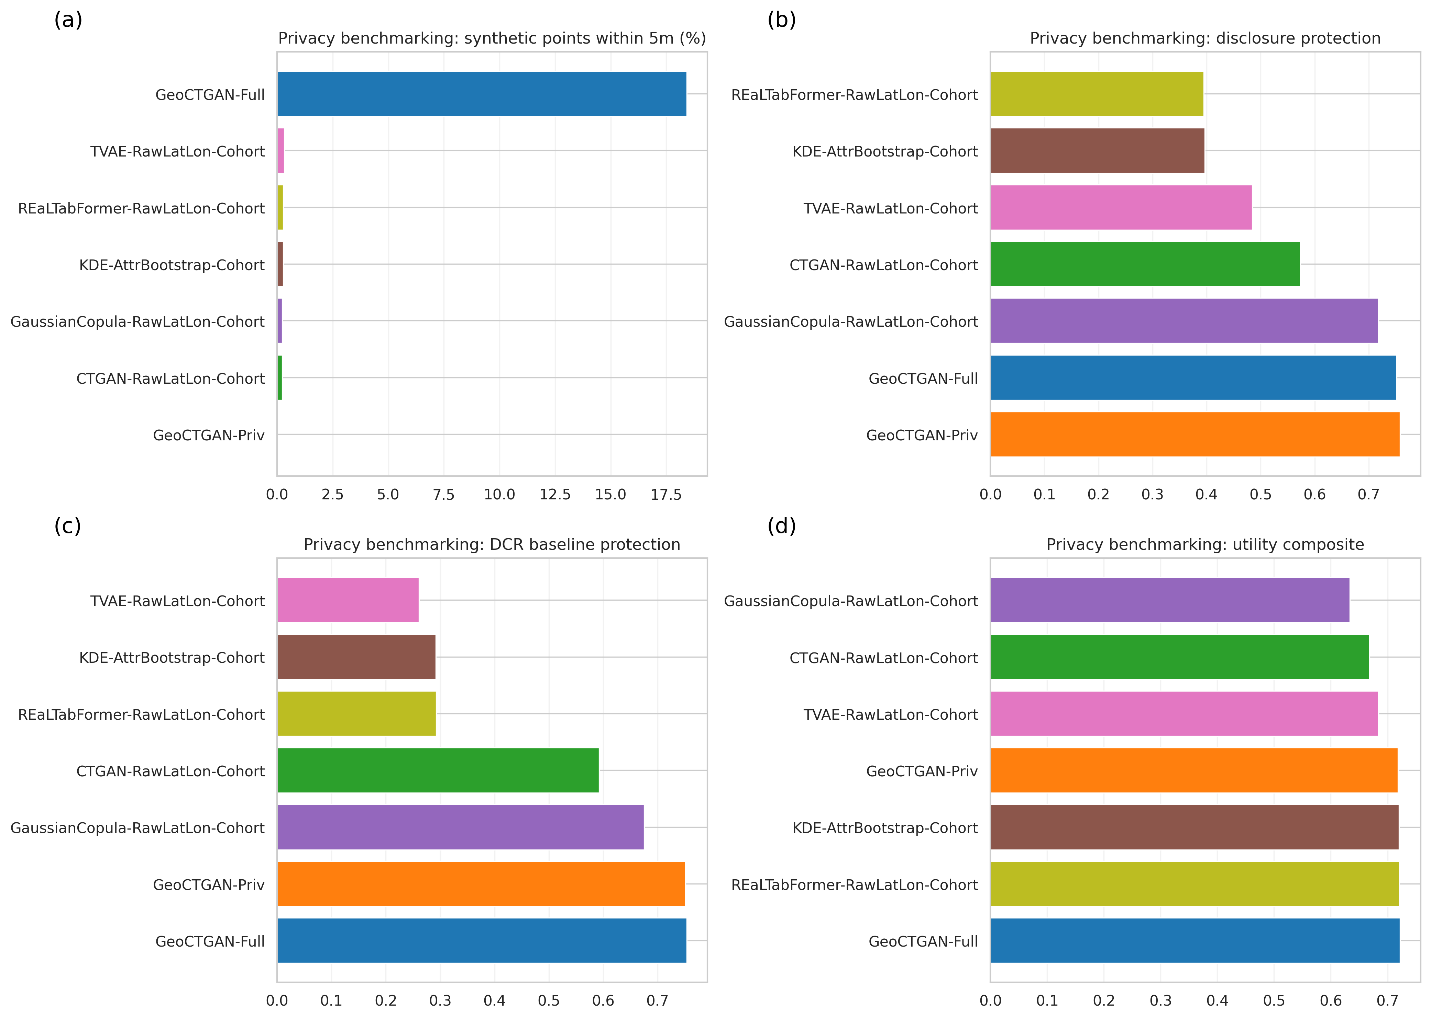 (a)
Privacy benchmarking: synthetic points within 5m (%)
GeoCTGAN-Full
TVAE-RawLatLon-Cohort
REaLTabFormer-RawLatLon-Cohort
KDE-AttrBootstrap-Cohort
GaussianCopula-RawLatLon-Cohort
CTGAN-RawLatLon-Cohort
GeoCTGAN-Priv
0.0 2.5 5.0 7.5 10.0 12.5 15.0 17.5
(b)
Privacy benchmarking: disclosure protection
REaLTabFormer-RawLatLon-Cohort
KDE-AttrBootstrap-Cohort
TVAE-RawLatLon-Cohort
CTGAN-RawLatLon-Cohort
GaussianCopula-RawLatLon-Cohort
GeoCTGAN-Full
GeoCTGAN-Priv
0.0 0.1 0.2 0.3 0.4 0.5 0.6 0.7
(c)
Privacy benchmarking: DCR baseline protection
TVAE-RawLatLon-Cohort
KDE-AttrBootstrap-Cohort
REaLTabFormer-RawLatLon-Cohort
CTGAN-RawLatLon-Cohort
GaussianCopula-RawLatLon-Cohort
GeoCTGAN-Priv
GeoCTGAN-Full
0.0 0.1 0.2 0.3 0.4 0.5 0.6 0.7
(d)
Privacy benchmarking: utility composite
GaussianCopula-RawLatLon-Cohort
CTGAN-RawLatLon-Cohort
TVAE-RawLatLon-Cohort
GeoCTGAN-Priv
KDE-AttrBootstrap-Cohort
REaLTabFormer-RawLatLon-Cohort
GeoCTGAN-Full
0.0 0.1 0.2 0.3 0.4 0.5 0.6 0.7